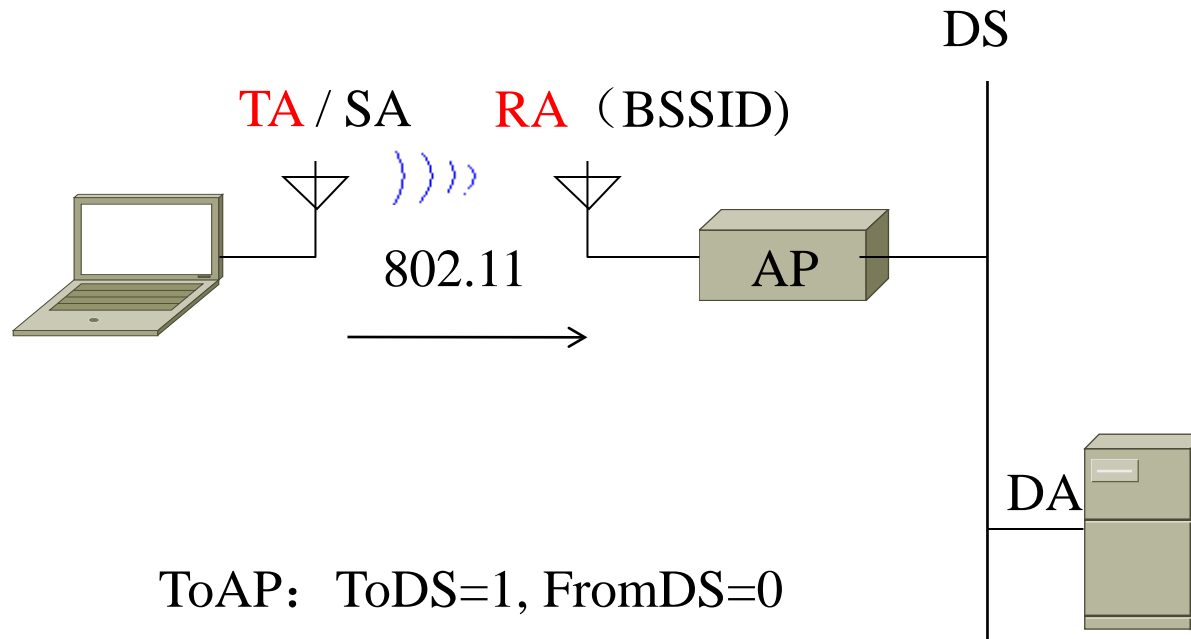 DS
TA / SA
RA（BSSID)
802.11
AP
DA
ToAP：ToDS=1, FromDS=0